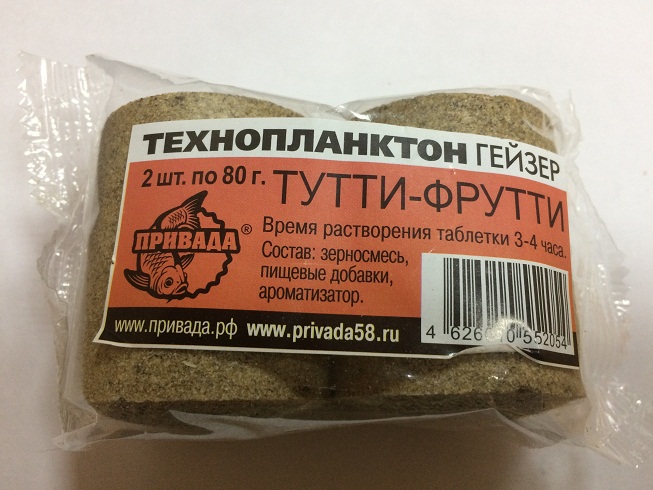 ТЕХНОПЛАНКТОН ГЕЙЗЕР
2 шт. по 80 г. ТУТТИ-ФРУТТИ
ПРИВАДА®
Время растворения таблетки 3-4 часа.
Состав: зерносмесь,
пищевые добавки,
ароматизатор.
www.привада.рф www.privada58.ru
552054